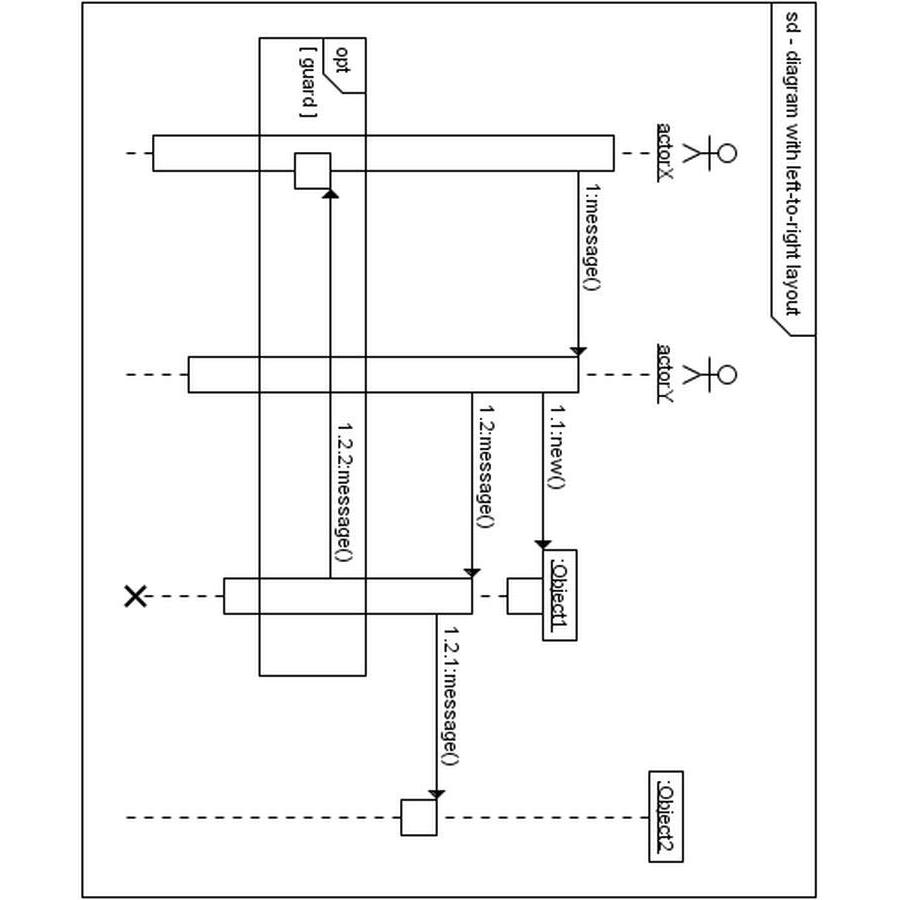 sd - diagram with left-to-right layout
actorX
actorY
:Object2
1:message()
1.1:new()
:Object1
1.2:message()
1.2.1:message()
opt
[ guard ]
1.2.2:message()